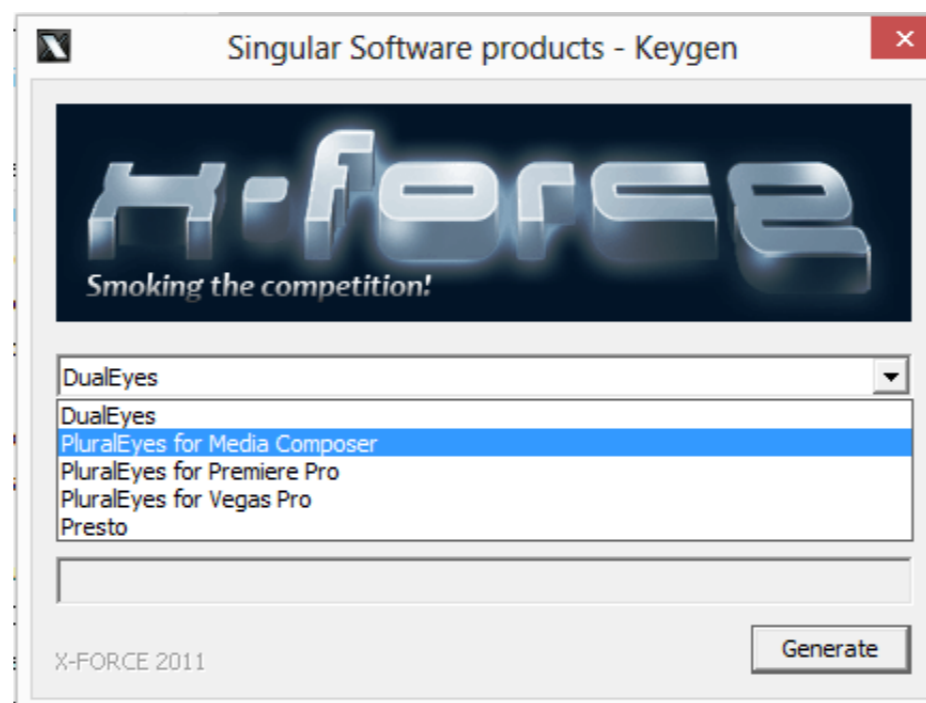 Singular Software products - Keygen
x-force
Smoking the competition!
DualEyes
DualEyes
PluralEyes for Media Composer
PluralEyes for Premiere Pro
PluralEyes for Vegas Pro
Presto
Generate
X-FORCE 2011